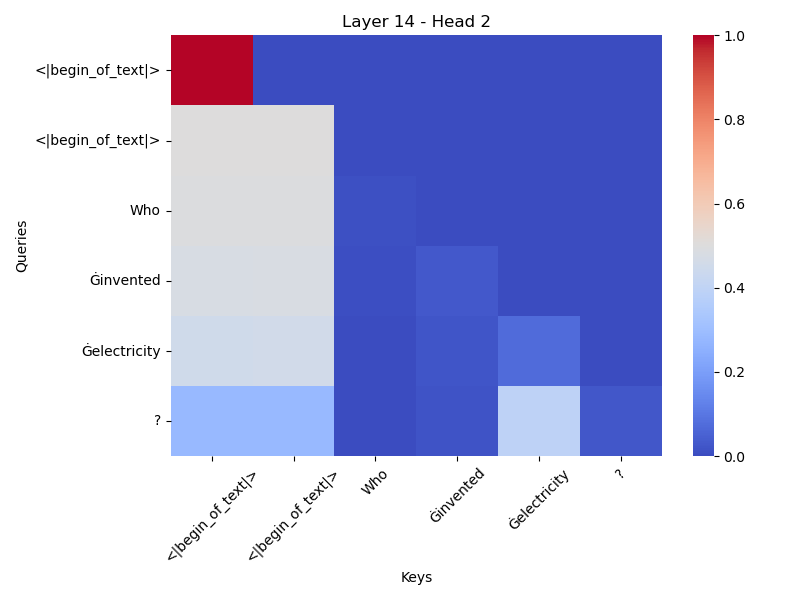 Layer 14 - Head 2
<|begin_of_text|>
<|begin_of_text|>
Who
Ġinvented
Ġelectricity
?
Queries
<|begin_of_text|>
<|begin_of_text|>
Who
Ġinvented
Ġelectricity
?
Keys
1.0
0.8
0.6
0.4
0.2
0.0